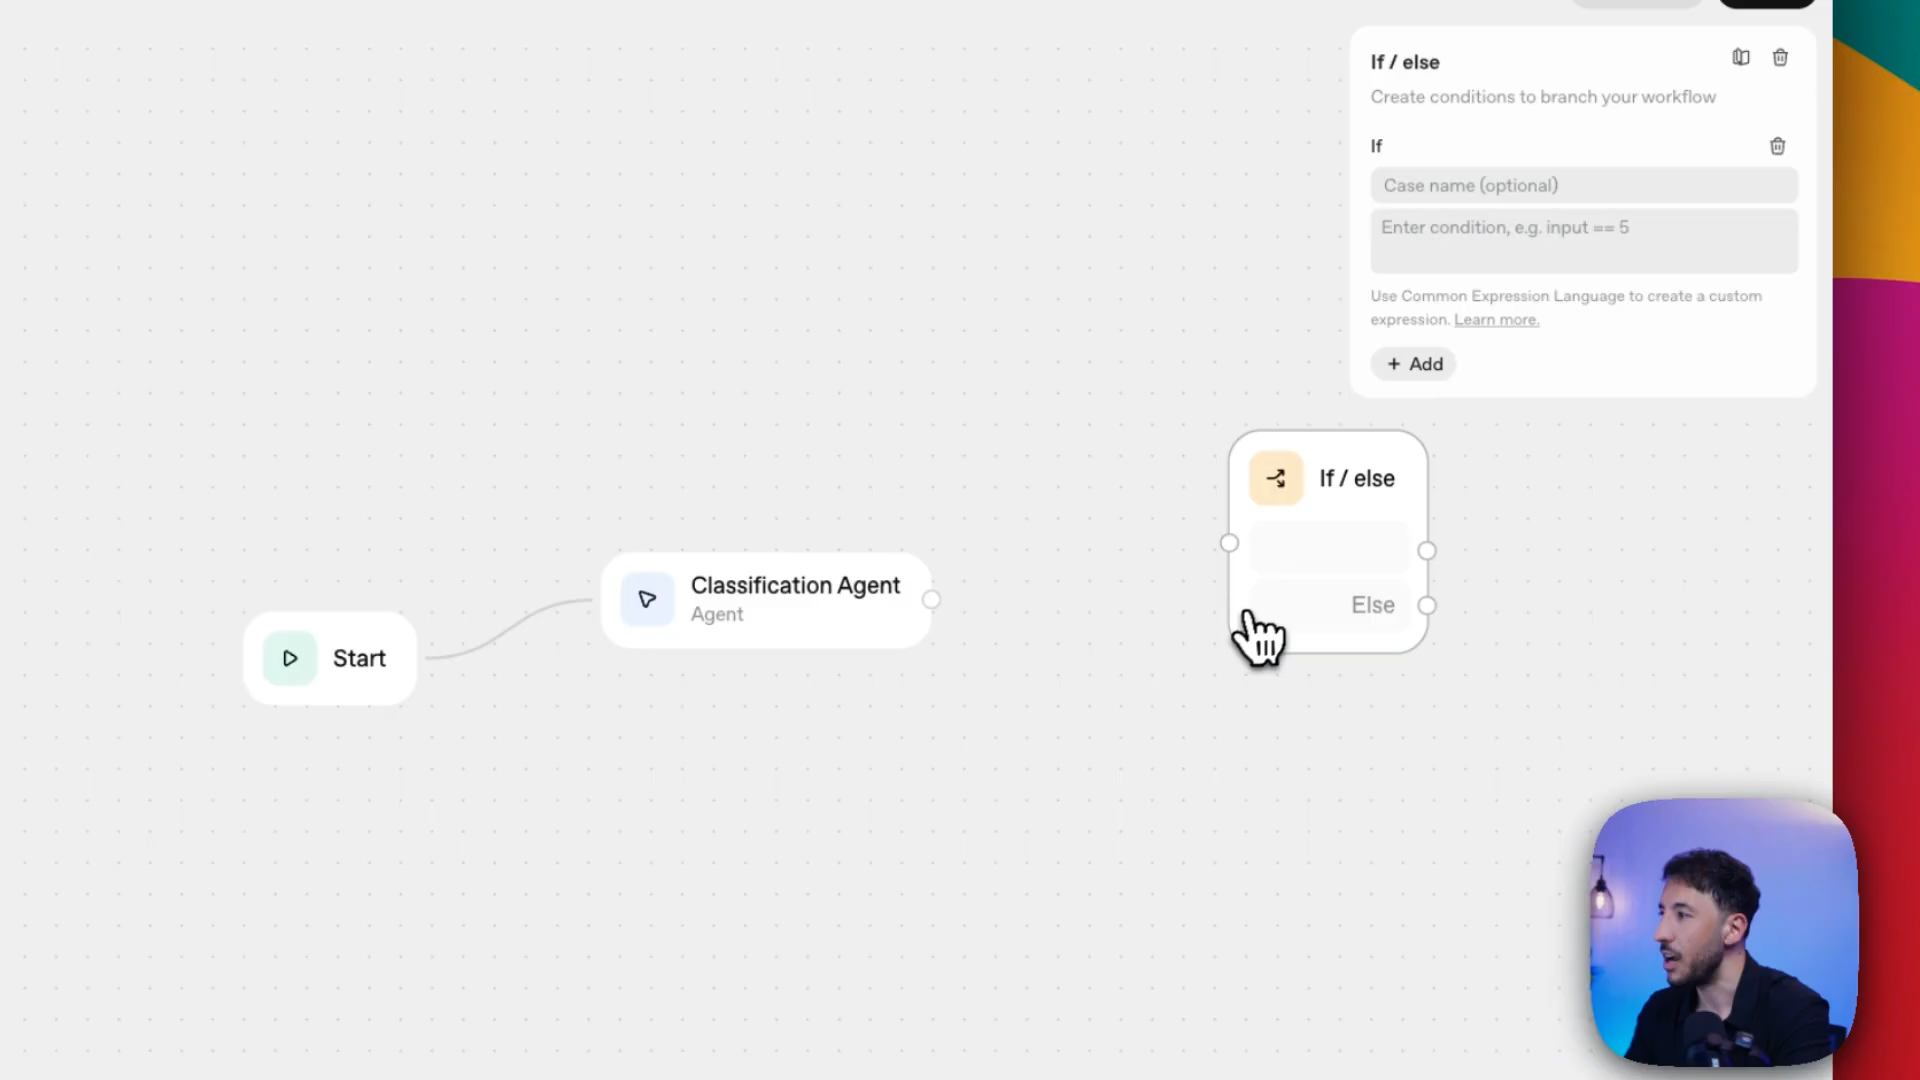 If / else
Create conditions to branch your workflow
If
Case name (optional)
Enter condition, e.g. input == 5
Use Common Expression Language to create a custom
expression. Learn more.
+ Add
If / else
Else
Classification Agent
Agent
Start